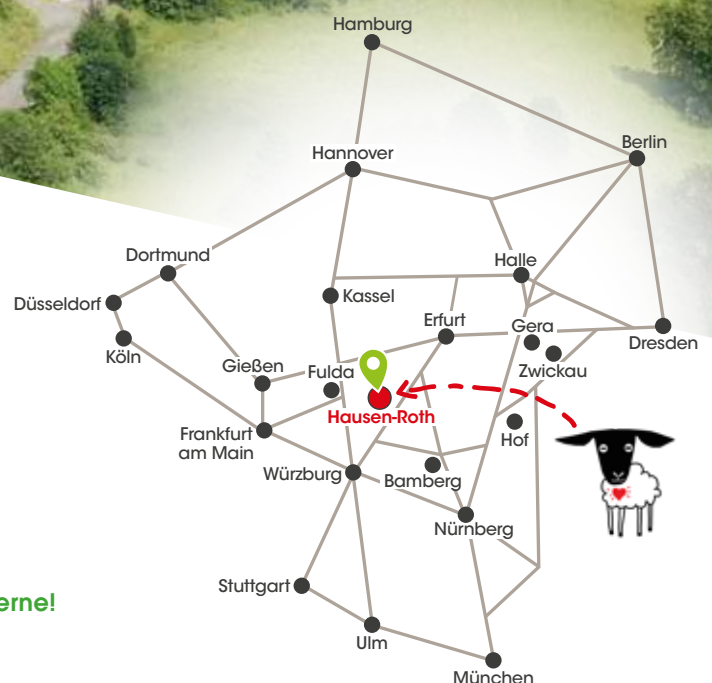 Hamburg
Berlin
Hannover
Dortmund
Halle
Düsseldorf
Kassel
Erfurt
Gera
Dresden
Köln
Gießen
Fulda
Zwickau
Hausen-Roth
Frankfurt
am Main
Hof
Würzburg
Bamberg
Nürnberg
Stuttgart
erne!
Ulm
München